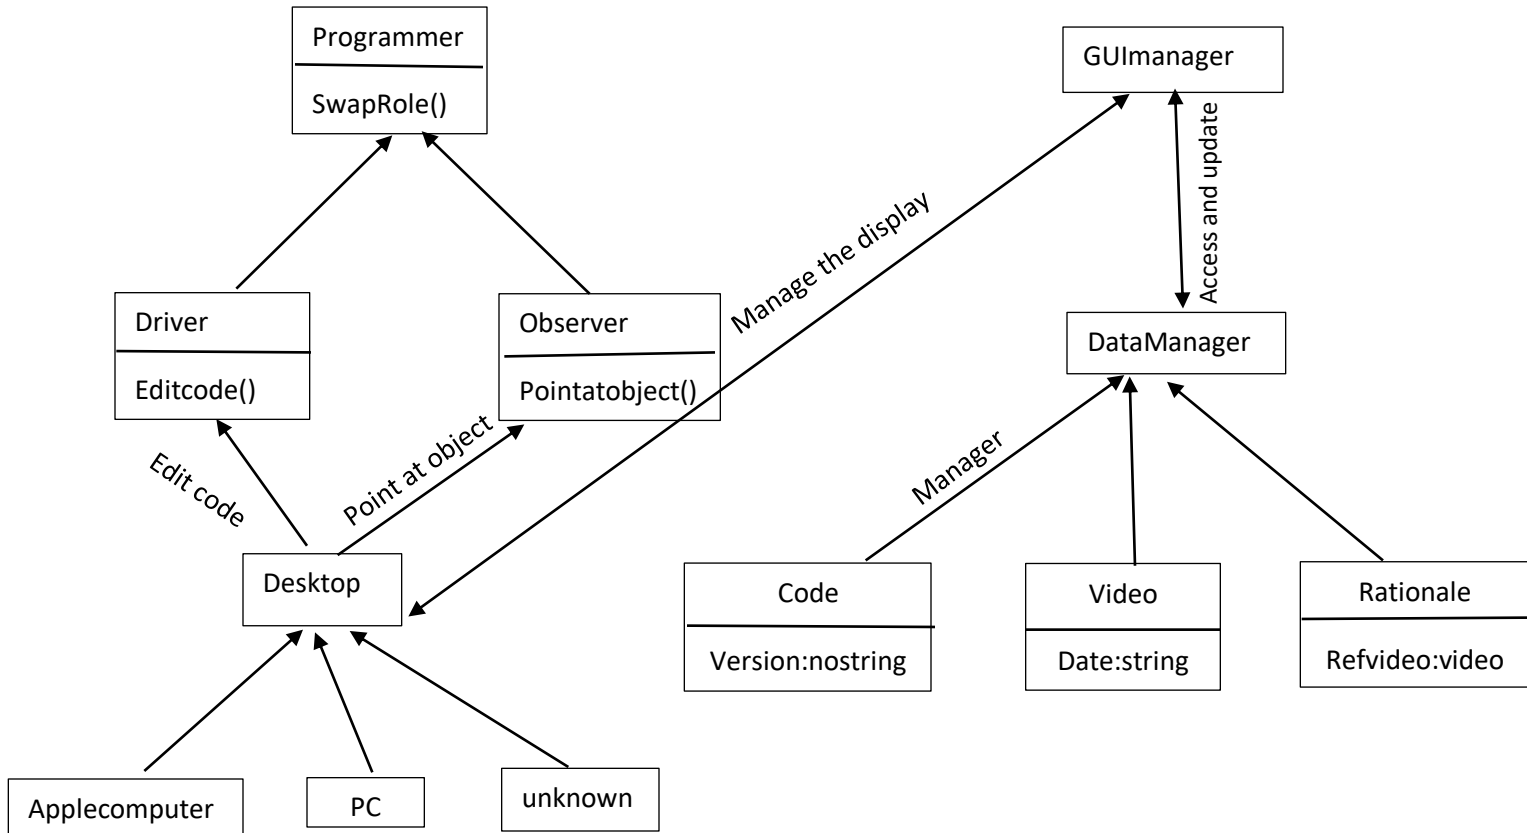 Programmer
SwapRole()
GUImanager
Access and update
Manage the display
Driver
Editcode()
Observer
Pointatobject()
DataManager
Edit code
Point at object
Manager
Desktop
Code
Version:nostring
Video
Date:string
Rationale
Refvideo:video
Applecomputer
PC
unknown